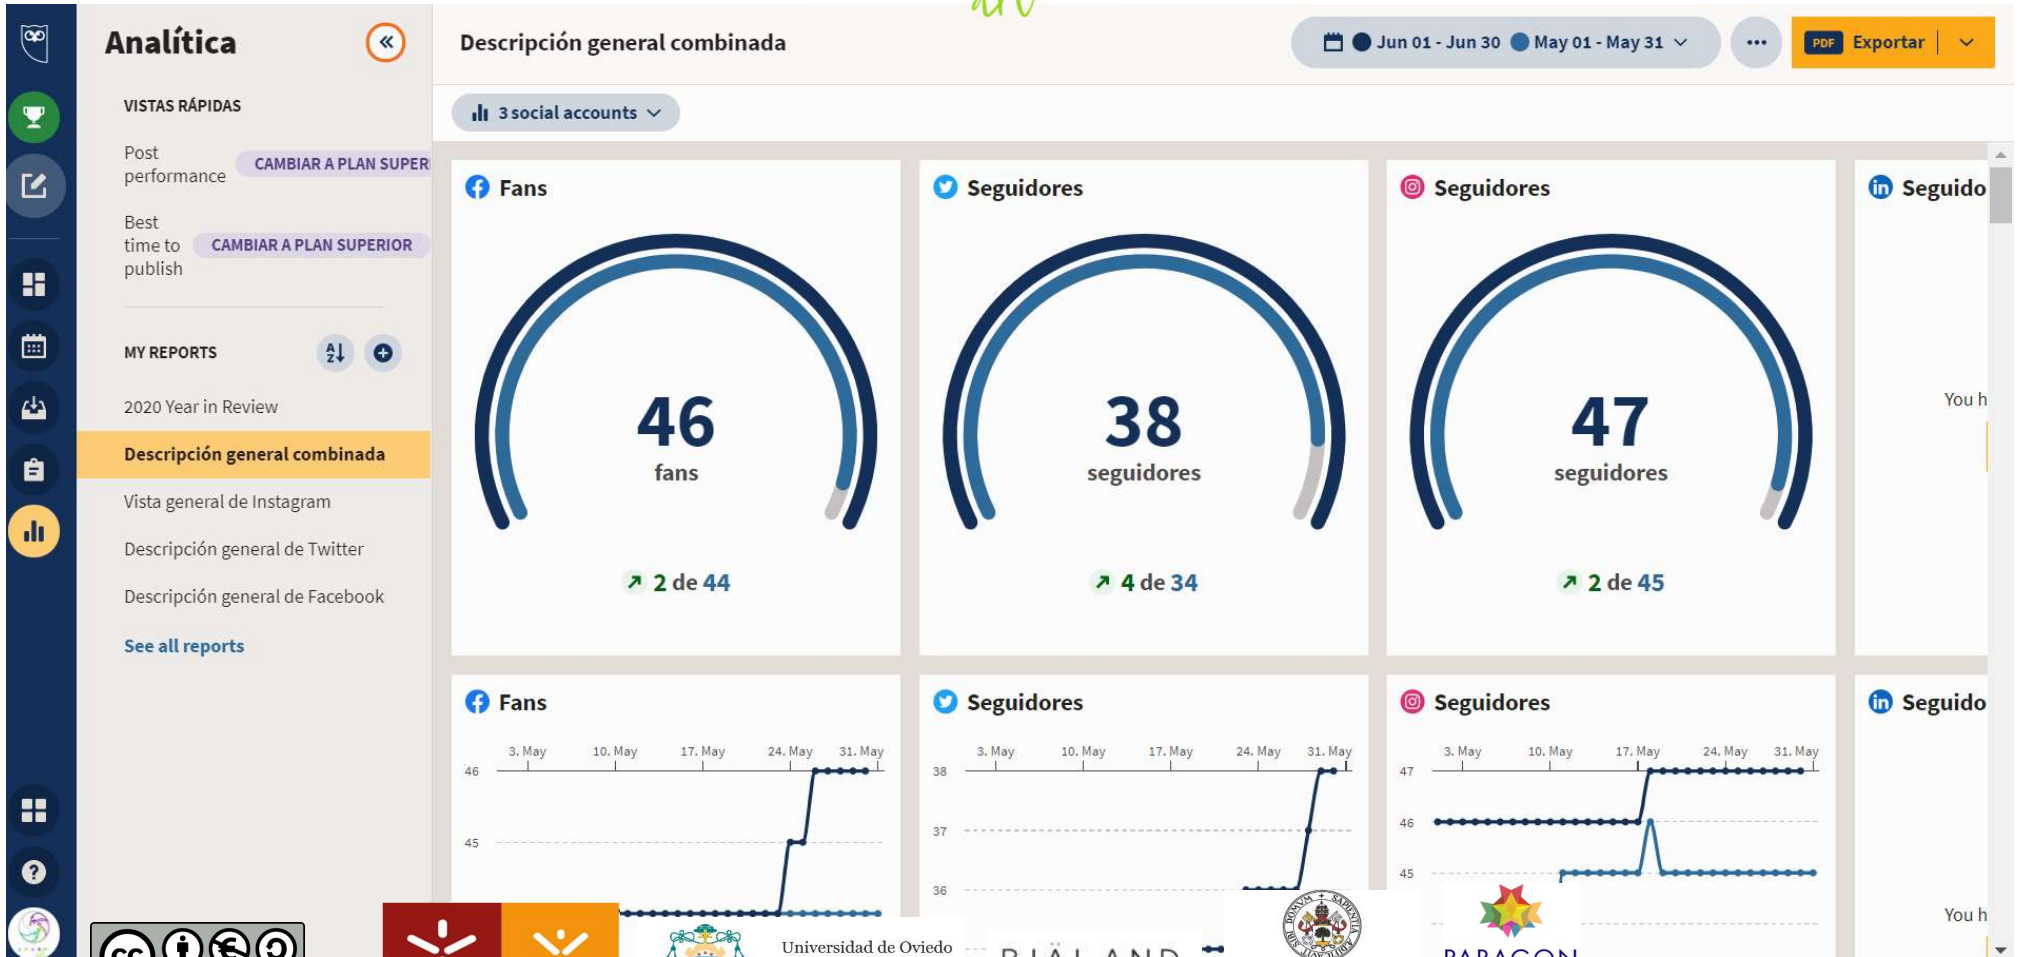 Analítica
Descripción general combinada
Jun 01 - Jun 30
May 01 - May 31
PDF Exportar
VISTAS RÁPIDAS
3 social accounts
Post
performance
CAMBIAR A PLAN SUPER
Best
time to
publish
CAMBIAR A PLAN SUPERIOR
MY REPORTS
2020 Year in Review
Descripción general combinada
Vista general de Instagram
Descripción general de Twitter
Descripción general de Facebook
See all reports
Fans
46
fans
2 de 44
Seguidores
38
seguidores
4 de 34
Seguidores
47
seguidores
2 de 45
Seguido
You h
Fans
3. May 10. May 17. May 24. May 31. May
46
45
Seguidores
3. May 10. May 17. May 24. May 31. May
38
37
36
Seguidores
3. May 10. May 17. May 24. May 31. May
47
46
45
Seguido
You h
cc
Universidad de Oviedo
BJÄLAND
PARAGON